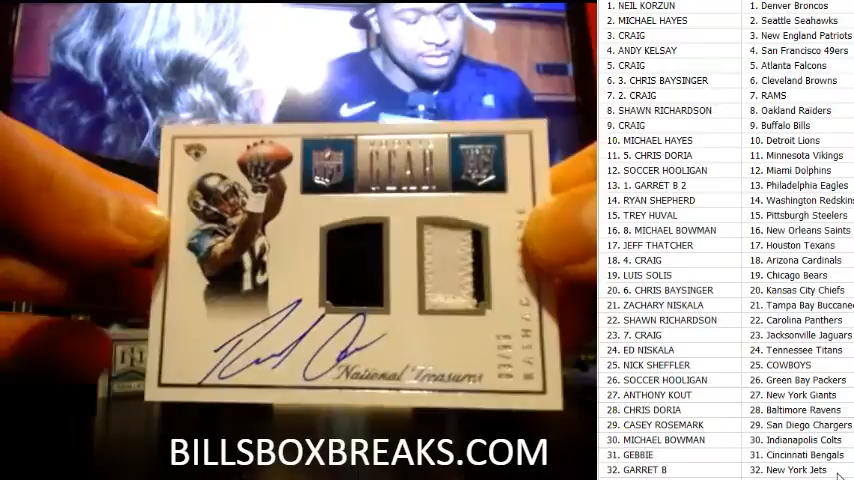 GEAR
National Treasures
BILLSBOXBREAKS.COM
1. NEIL KORZUN
2. MICHAEL HAYES
3. CRAIG
4. ANDY KELSAY
5. CRAIG
6. 3. CHRIS BAYSINGER
7. 2. CRAIG
8. SHAWN RICHARDSON
9. CRAIG
10. MICHAEL HAYES
11. 5. CHRIS DORIA
12. SOCCER HOOLIGAN
13. 1. GARRET B 2
14. RYAN SHEPHERD
15. TREY HUVAL
16. 8. MICHAEL BOWMAN
17. JEFF THATCHER
18. 4. CRAIG
19. LUIS SOLIS
20. 6. CHRIS BAYSINGER
21. ZACHARY NISKALA
22. SHAWN RICHARDSON
23. 7. CRAIG
24. ED NISKALA
25. NICK SHEFFLER
26. SOCCER HOOLIGAN
27. ANTHONY KOUT
28. CHRIS DORIA
29. CASEY ROSEMARK
30. MICHAEL BOWMAN
31. GEBBIE
32. GARRET B
1. Denver Broncos
2. Seattle Seahawks
3. New England Patriots
4. San Francisco 49ers
5. Atlanta Falcons
6. Cleveland Browns
7. RAMS
8. Oakland Raiders
9. Buffalo Bills
10. Detroit Lions
11. Minnesota Vikings
12. Miami Dolphins
13. Philadelphia Eagles
14. Washington Redskins
15. Pittsburgh Steelers
16. New Orleans Saints
17. Houston Texans
18. Arizona Cardinals
19. Chicago Bears
20. Kansas City Chiefs
21. Tampa Bay Buccanee
22. Carolina Panthers
23. Jacksonville Jaguars
24. Tennessee Titans
25. COWBOYS
26. Green Bay Packers
27. New York Giants
28. Baltimore Ravens
29. San Diego Chargers
30. Indianapolis Colts
31. Cincinnati Bengals
32. New York Jets